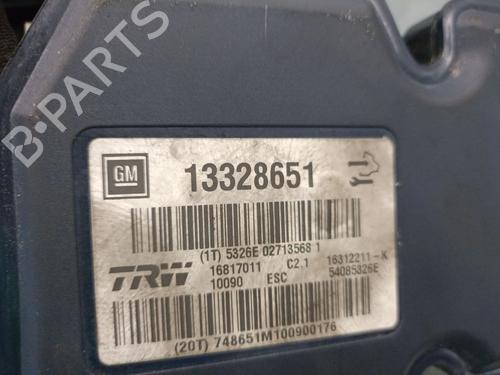 B-PARTS
GM 13328651
(1T) 5326E 02713568 1
TRW 16817011 C2.1 16312211-K
10090 ESC 54085326E
(20T) 748651M100900176